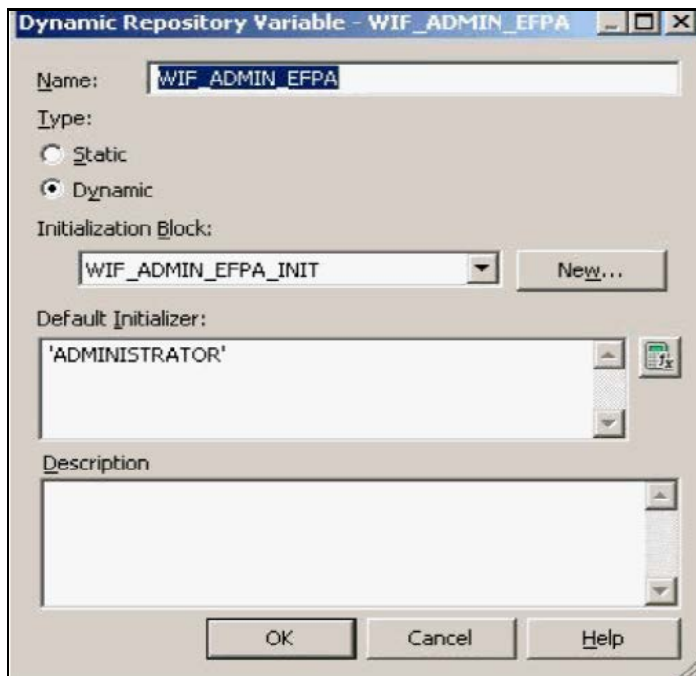 Dynamic Repository Variable - WIF_ADMIN_EFPA
Name: WIF_ADMIN_EFPA
Type:
Static
Dynamic
Initialization Block:
WIF_ADMIN_EFPA_INIT New...
Default Initializer:
'ADMINISTRATOR'
Description
OK Cancel Help